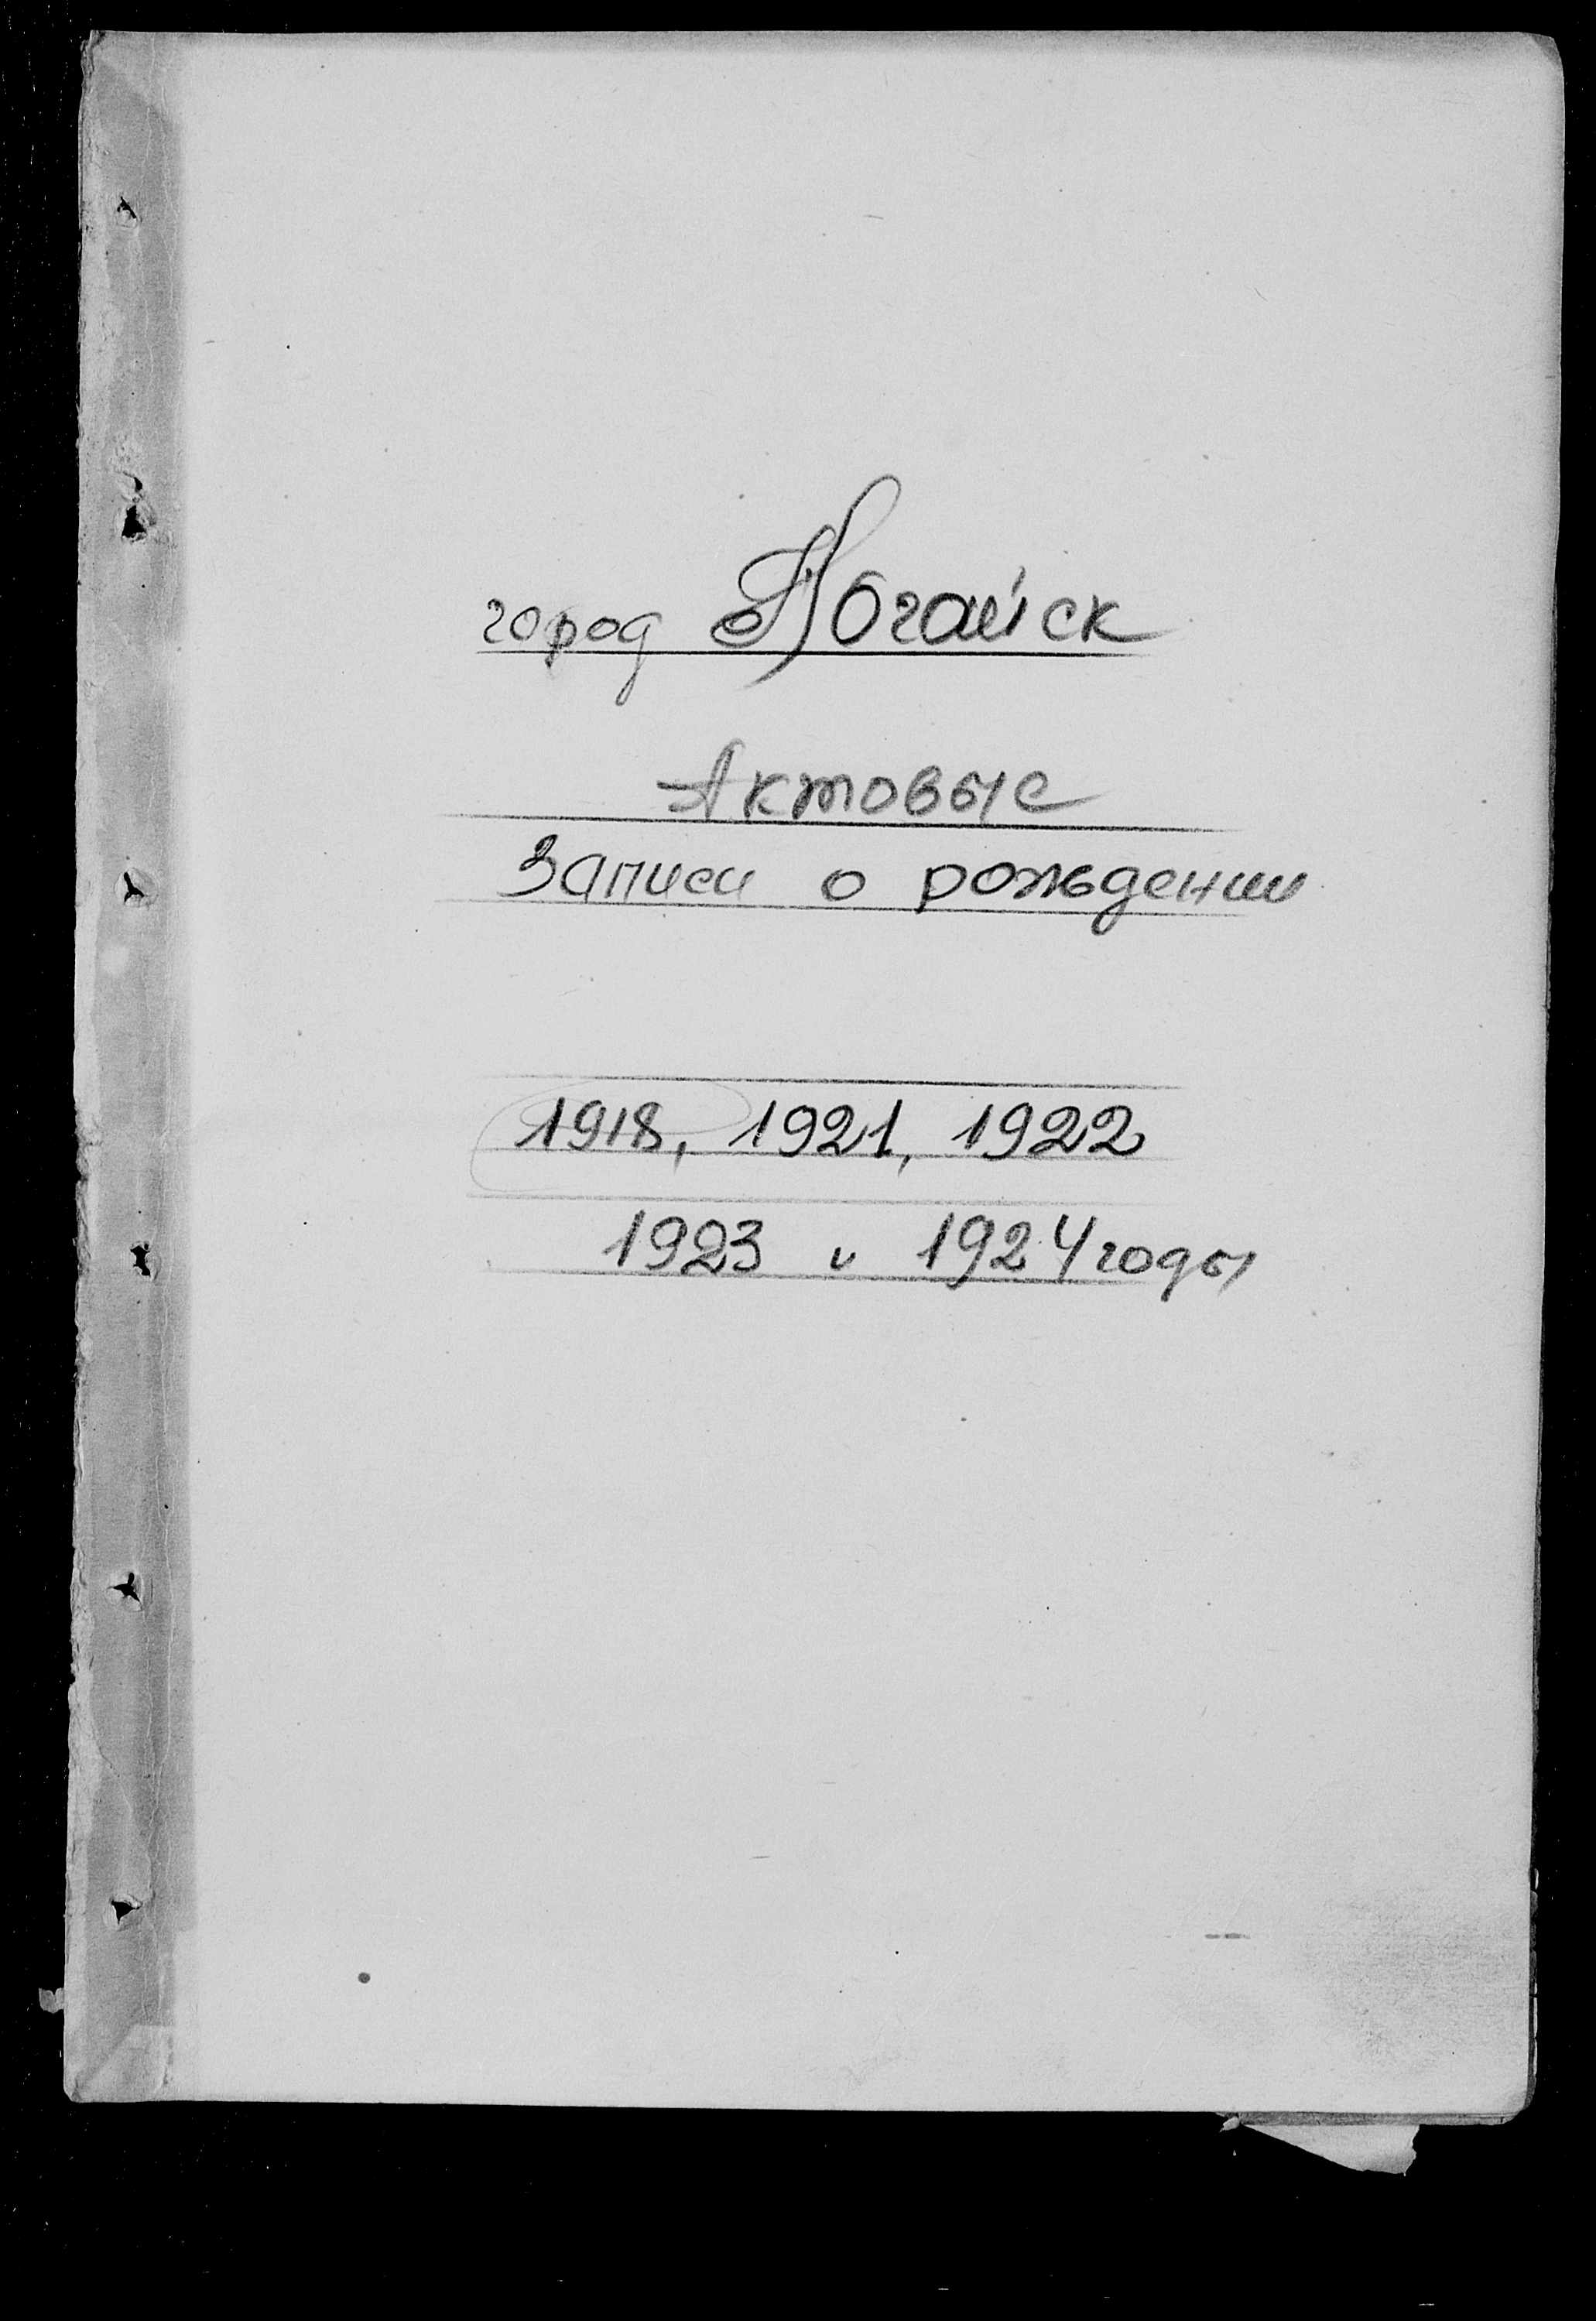 город Ногайск
Актовые
Записи о рождении
1918, 1921, 1922
1923 и 1924 годы